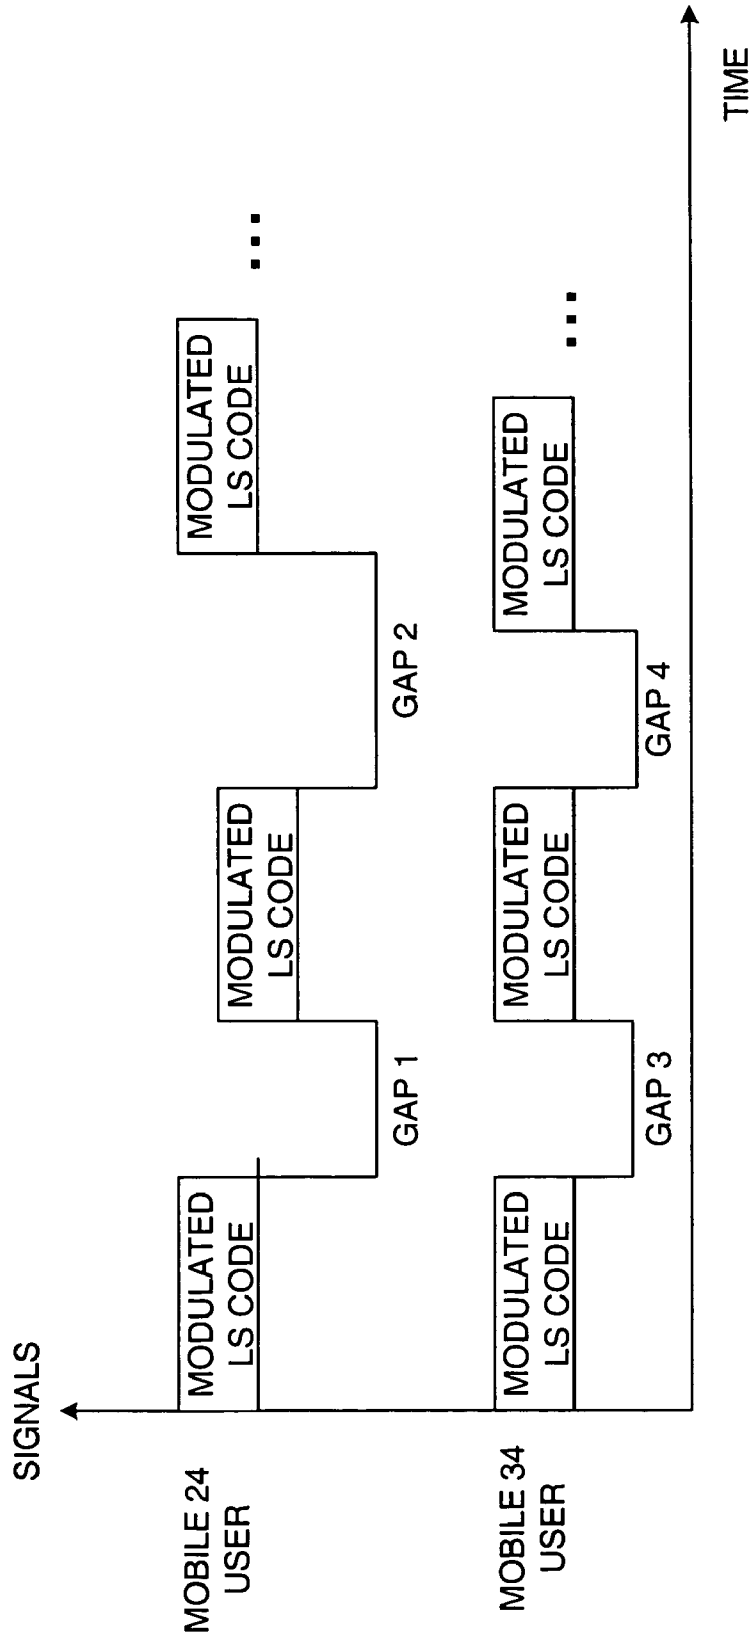 SIGNALS
MOBILE 24
USER
MODULATED
LS CODE
GAP 1
MODULATED
LS CODE
GAP 2
MODULATED
LS CODE
...
MOBILE 34
USER
MODULATED
LS CODE
GAP 3
MODULATED
LS CODE
GAP 4
MODULATED
LS CODE
...
TIME